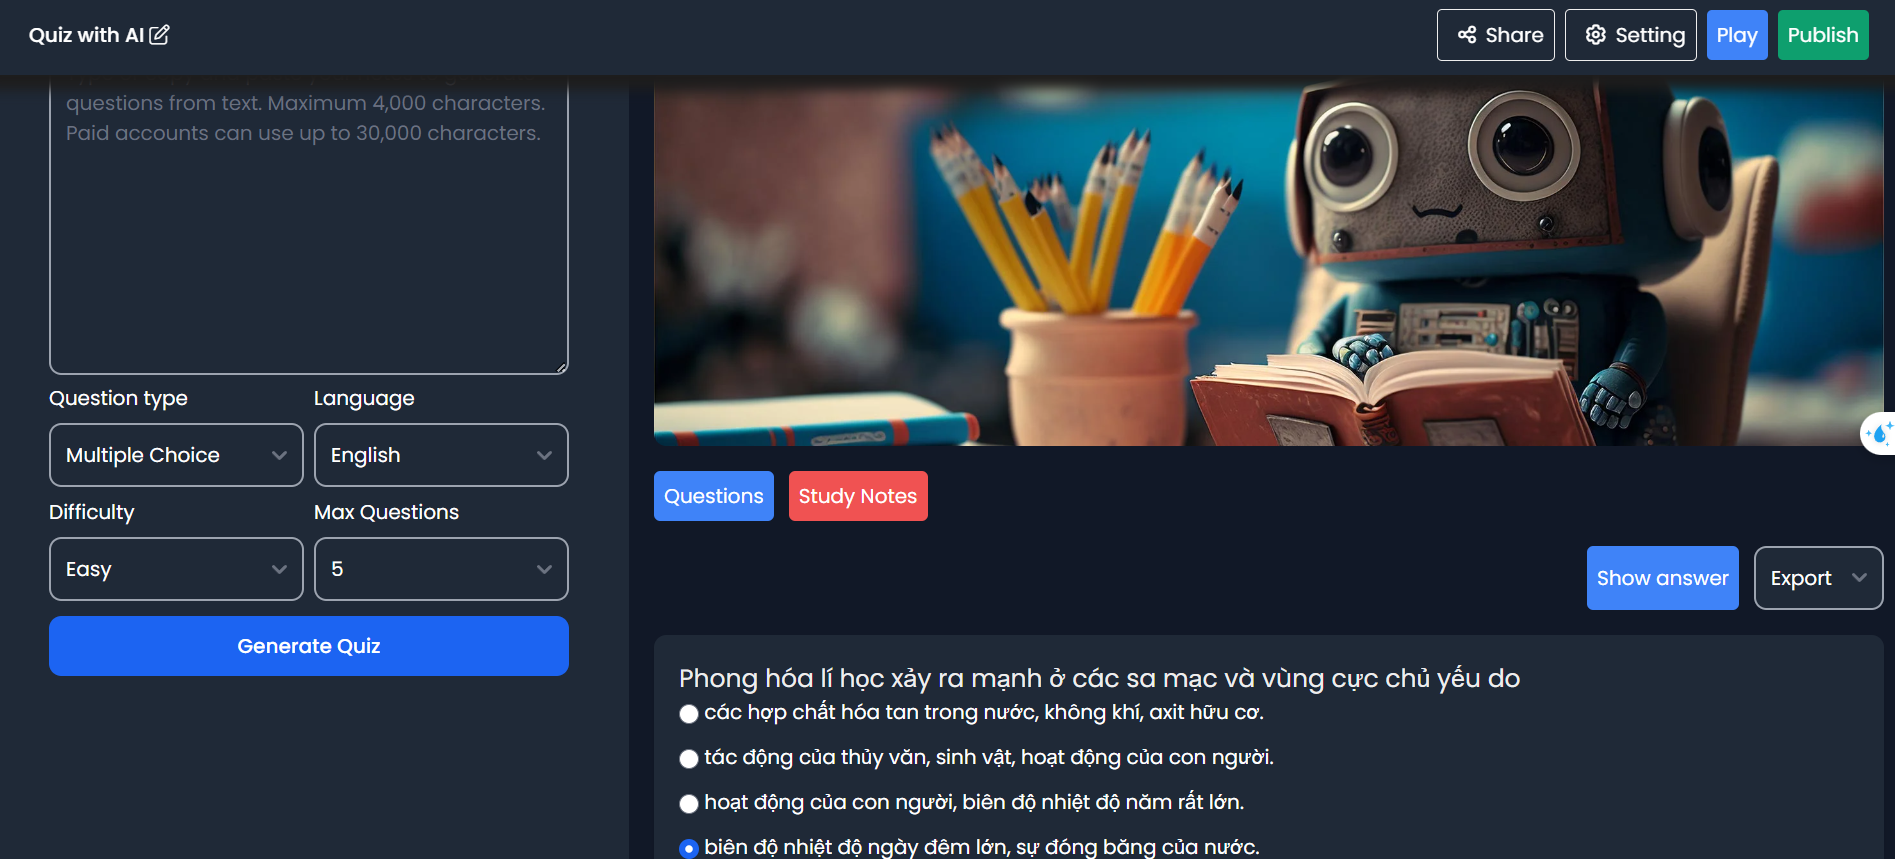 Quiz with AI
Share
Setting
Play
Publish
questions from text. Maximum 4,000 characters.
Paid accounts can use up to 30,000 characters.
Question type
Language
Multiple Choice
English
Difficulty
Max Questions
Easy
5
Generate Quiz
Questions
Study Notes
Show answer
Export
Phong hóa lí học xảy ra mạnh ở các sa mạc và vùng cực chủ yếu do
các hợp chất hóa tan trong nước, không khí, axit hữu cơ.
tác động của thủy văn, sinh vật, hoạt động của con người.
hoạt động của con người, biên độ nhiệt độ năm rất lớn.
biên độ nhiệt độ ngày đêm lớn, sự đóng băng của nước.